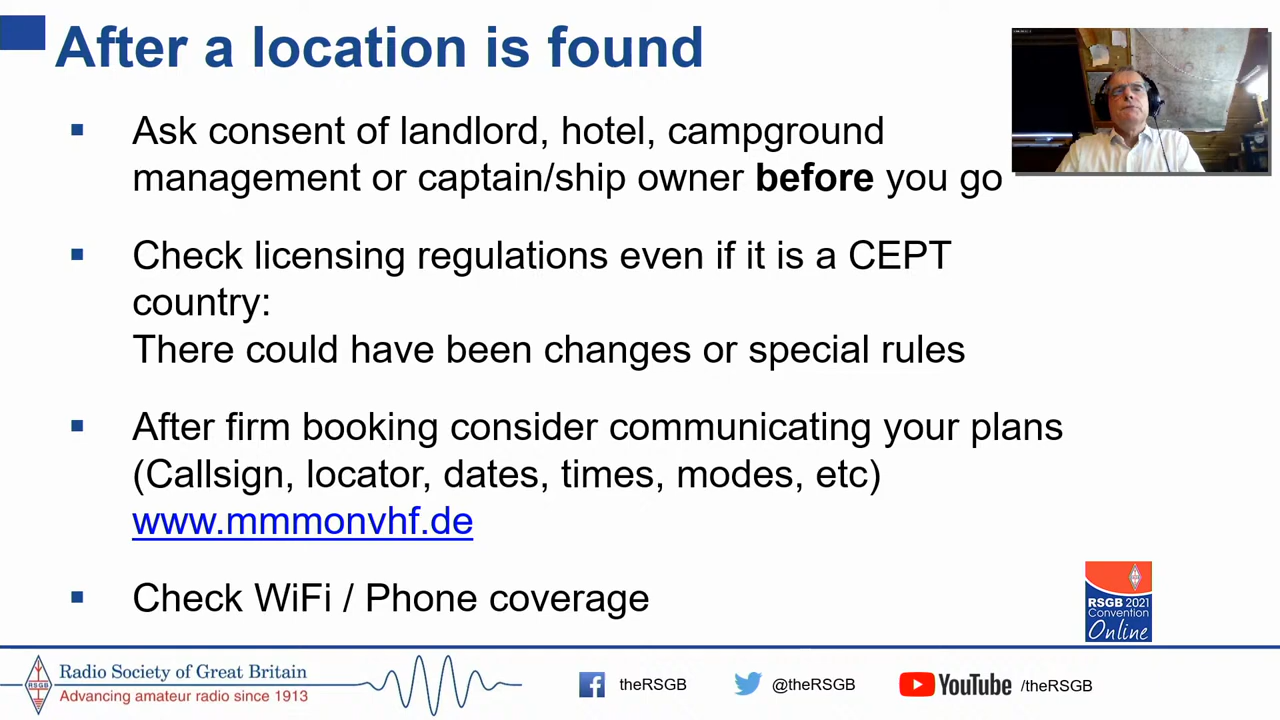 After a location is found
Ask consent of landlord, hotel, campground
management or captain/ship owner before you go
Check licensing regulations even if it is a CEPT
country:
There could have been changes or special rules
After firm booking consider communicating your plans
(Callsign, locator, dates, times, modes, etc)
www.mmmonvhf.de
Check WiFi / Phone coverage
RSGB 2021
Convention
Online
RSGB
Radio Society of Great Britain
Advancing amateur radio since 1913
theRSGB
@theRSGB
YouTube /theRSGB